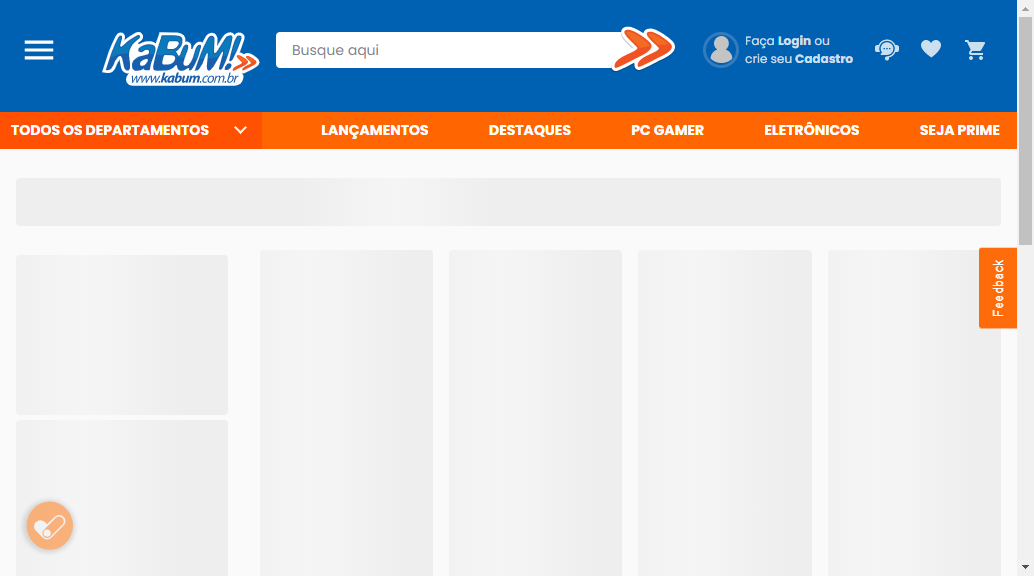 KaBuM!
www.kabum.com.br
Busque aqui
Faça Login ou
crie seu Cadastro
TODOS OS DEPARTAMENTOS
LANÇAMENTOS
DESTAQUES
PC GAMER
ELETRÔNICOS
SEJA PRIME
Feedback